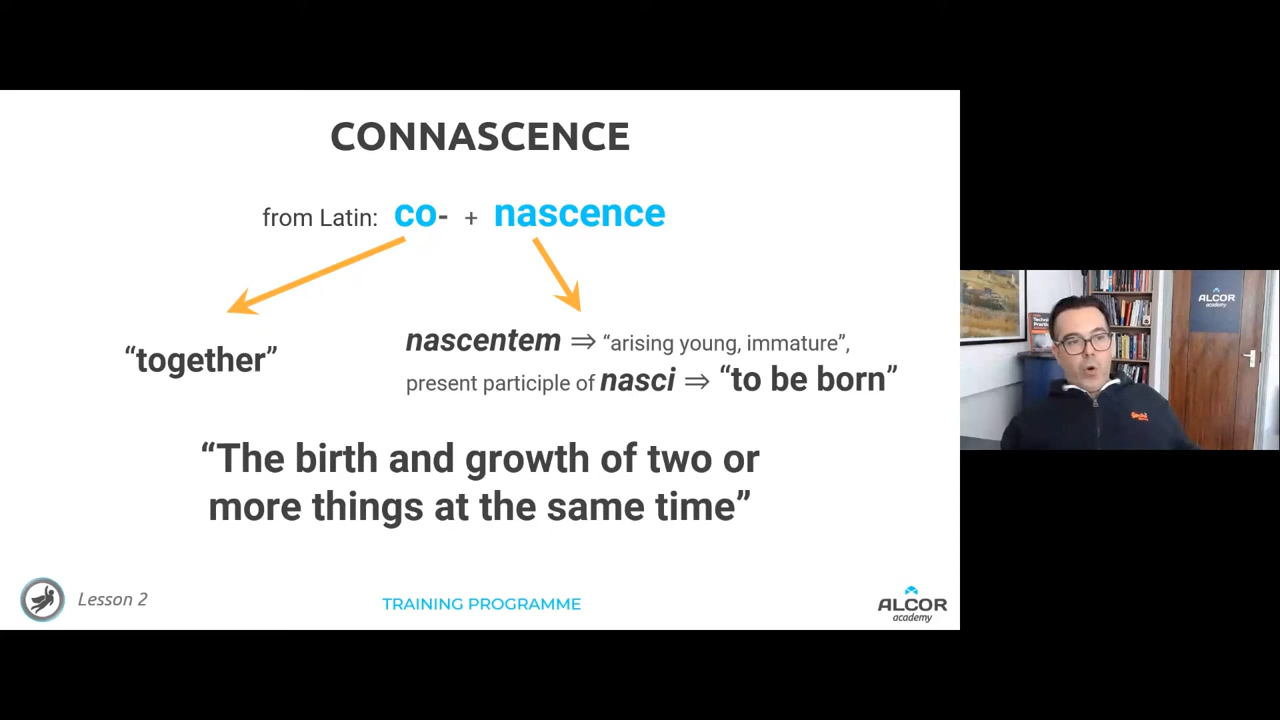 CONNASCENCE
from Latin: co- + nascence
“together”
nascentem ⇒ “arising young, immature”,
present participle of nasci ⇒ “to be born”
“The birth and growth of two or
more things at the same time”
Lesson 2
TRAINING PROGRAMME
ALCOR
academy
ALCOR
academy